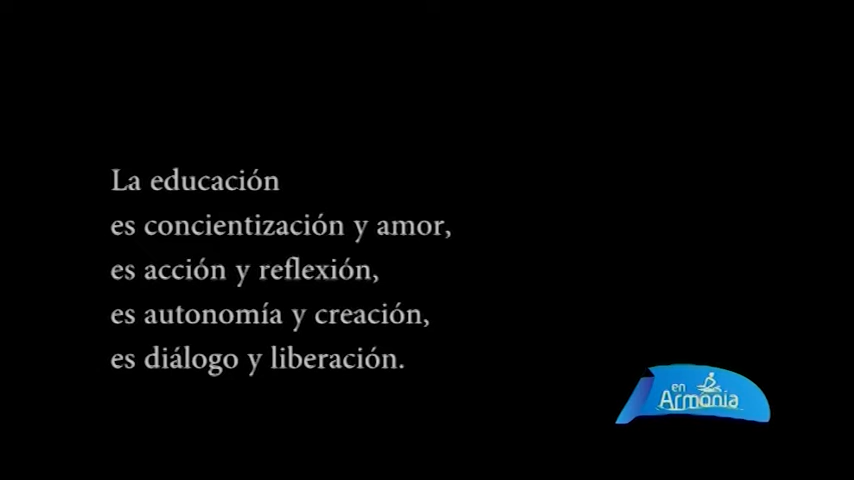 La educación
es concientización y amor,
es acción y reflexión,
es autonomía y creación,
es diálogo y liberación.
en
Armonía